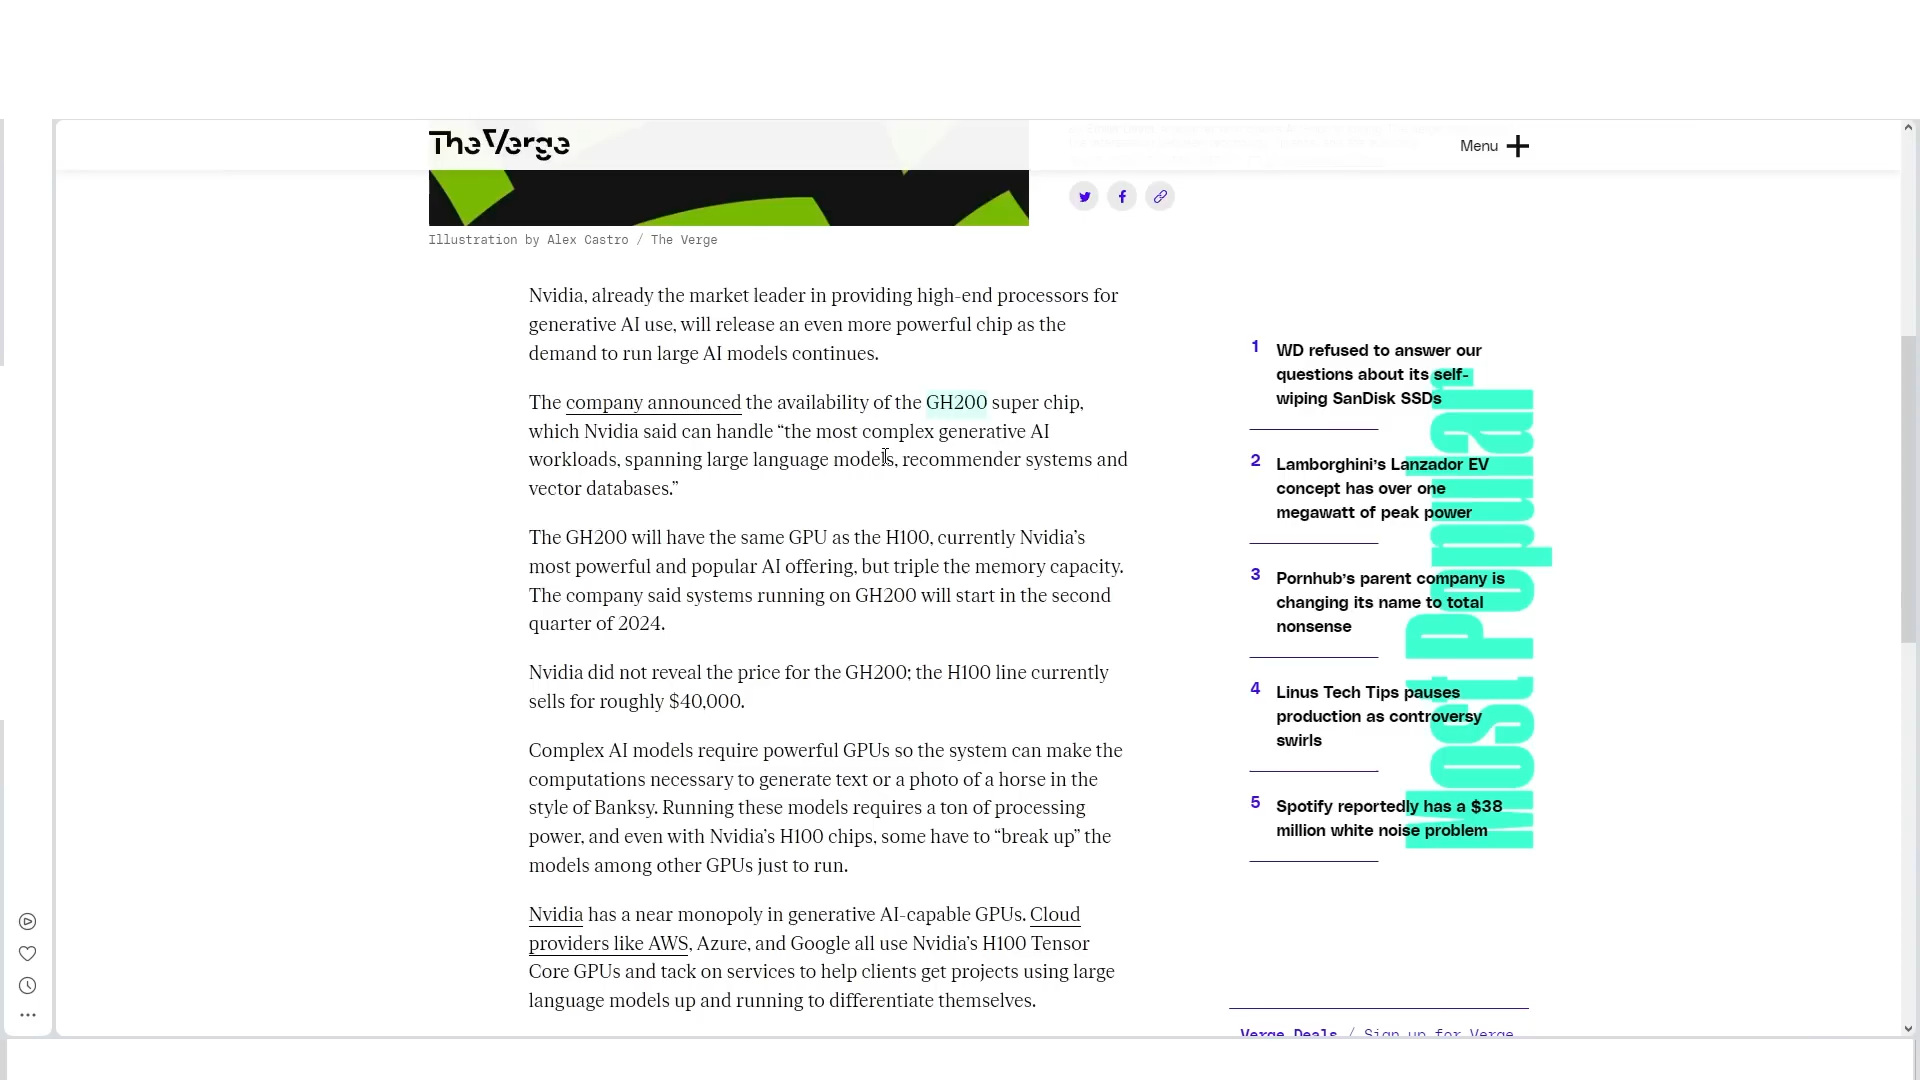 The Verge
Menu
Illustration by Alex Castro / The Verge
Nvidia, already the market leader in providing high-end processors for
generative AI use, will release an even more powerful chip as the
demand to run large AI models continues.
The company announced the availability of the GH200 super chip,
which Nvidia said can handle “the most complex generative AI
workloads, spanning large language models, recommender systems and
vector databases.”
The GH200 will have the same GPU as the H100, currently Nvidia’s
most powerful and popular AI offering, but triple the memory capacity.
The company said systems running on GH200 will start in the second
quarter of 2024.
Nvidia did not reveal the price for the GH200; the H100 line currently
sells for roughly $40,000.
Complex AI models require powerful GPUs so the system can make the
computations necessary to generate text or a photo of a horse in the
style of Banksy. Running these models requires a ton of processing
power, and even with Nvidia’s H100 chips, some have to “break up” the
models among other GPUs just to run.
Nvidia has a near monopoly in generative AI-capable GPUs. Cloud
providers like AWS, Azure, and Google all use Nvidia’s H100 Tensor
Core GPUs and tack on services to help clients get projects using large
language models up and running to differentiate themselves.
Most Popular
1 WD refused to answer our
questions about its self-
wiping SanDisk SSDs
2 Lamborghini’s Lanzador EV
concept has over one
megawatt of peak power
3 Pornhub’s parent company is
changing its name to total
nonsense
4 Linus Tech Tips pauses
production as controversy
swirls
5 Spotify reportedly has a $38
million white noise problem
Verge Deals / Sign up for Verge